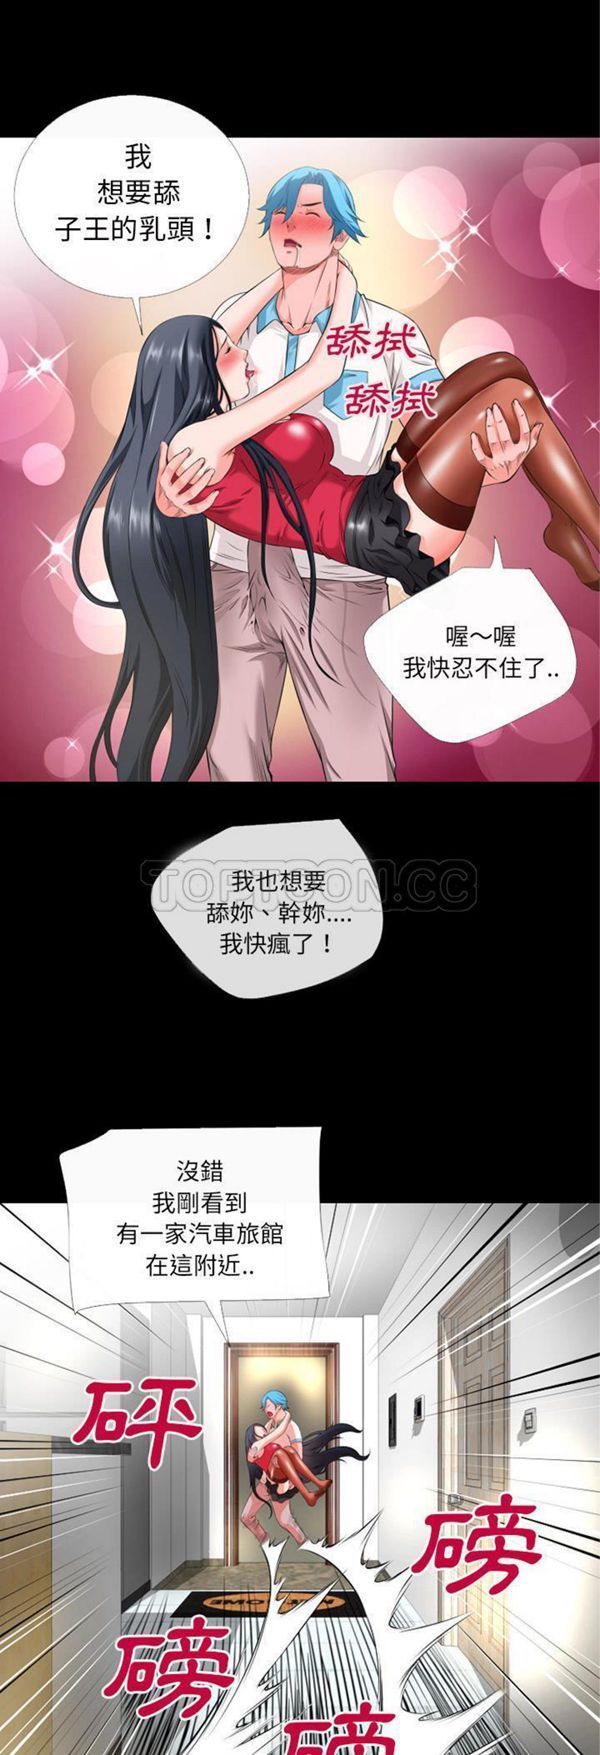 我
想要舔
子王的乳頭！
舔拭
舔拭
喔～喔
我快忍不住了..
TOPTOON.CC
我也想要
舔妳、幹妳....
我快瘋了！
沒錯
我剛看到
有一家汽車旅館
在這附近..
砰
磅
磅
磅